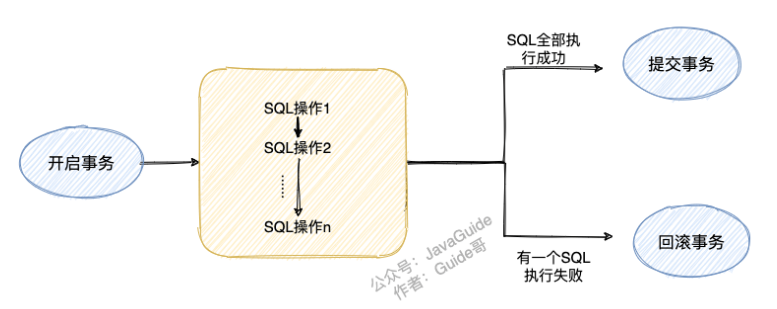 开启事务
SQL操作1
SQL操作2
……
SQL操作n
SQL全部执
行成功
提交事务
有一个SQL
执行失败
回滚事务
公众号：JavaGuide
作者：Guide哥